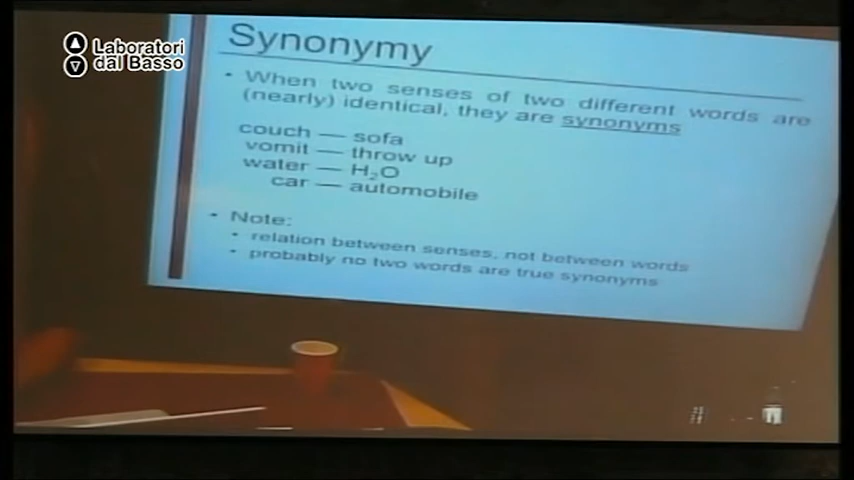 Laboratori
dal Basso
Synonymy
• When two senses of two different words are
(nearly) identical, they are synonyms
couch — sofa
vomit — throw up
water — H₂O
car — automobile
• Note:
• relation between senses, not between words
• probably no two words are true synonyms